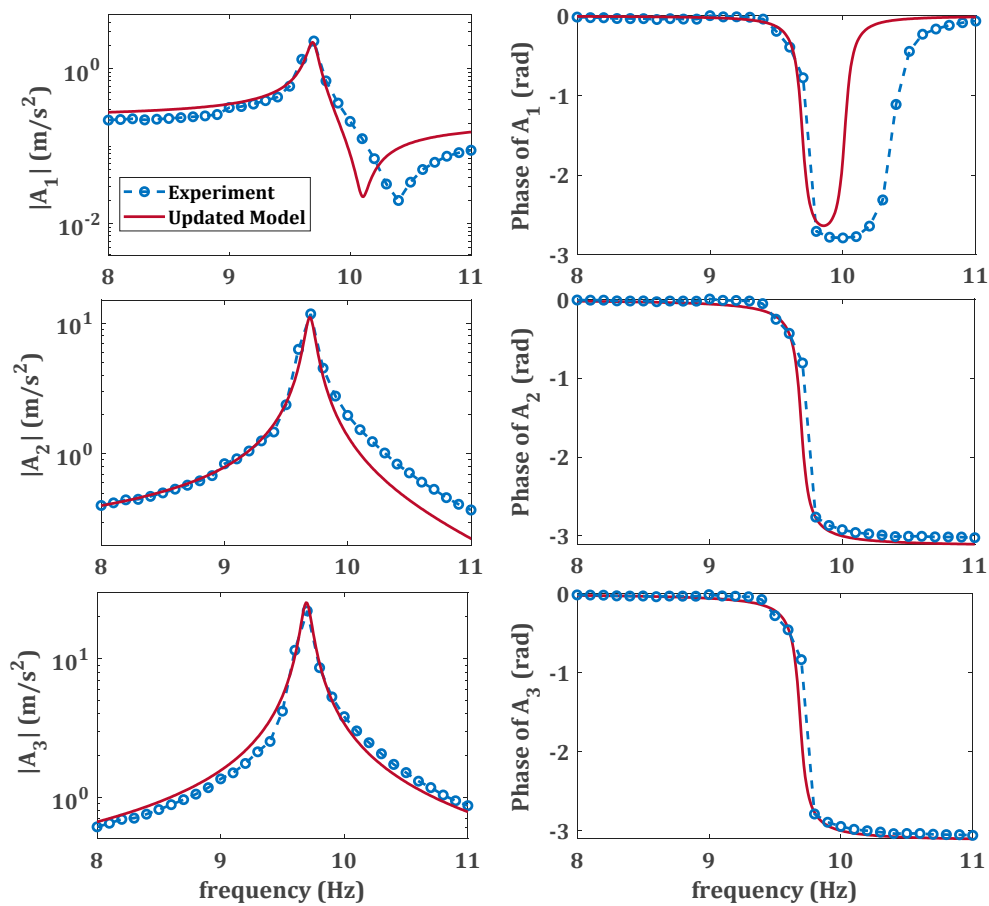 |A1| (m/s2)
10^0
10^-2
8 9 10 11
Experiment
Updated Model
Phase of A1 (rad)
0
-1
-2
-3
8 9 10 11
|A2| (m/s2)
10^1
10^0
8 9 10 11
Phase of A2 (rad)
0
-1
-2
-3
8 9 10 11
|A3| (m/s2)
10^1
10^0
8 9 10 11
frequency (Hz)
Phase of A3 (rad)
0
-1
-2
-3
8 9 10 11
frequency (Hz)